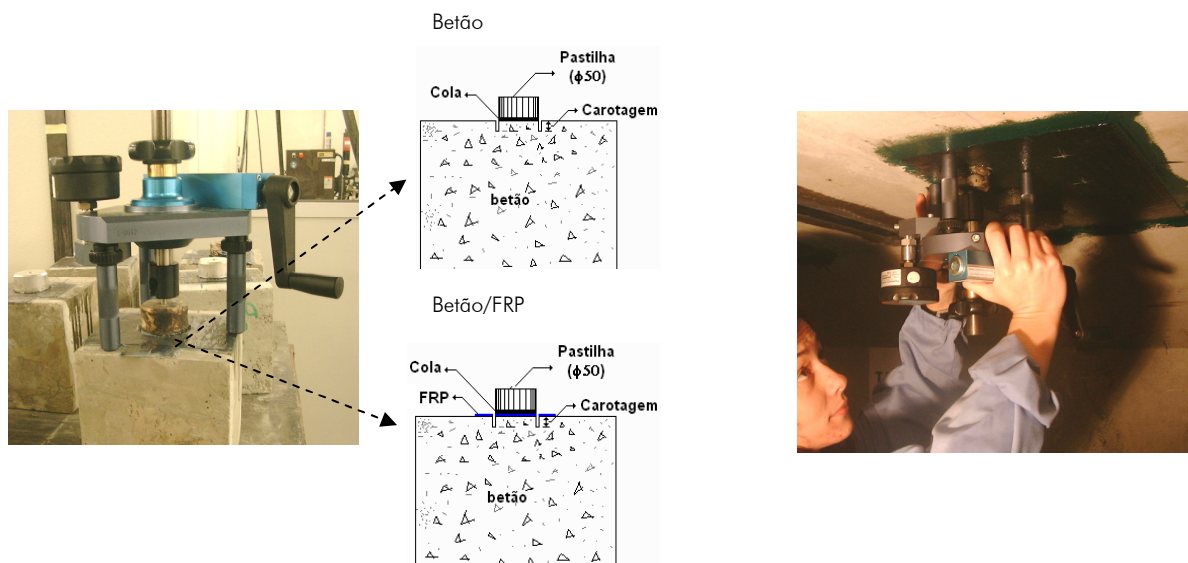 Betão
Pastilha
(ϕ50)
Cola
Carotagem
betão
Betão/FRP
Pastilha
(ϕ50)
Cola
FRP
Carotagem
betão